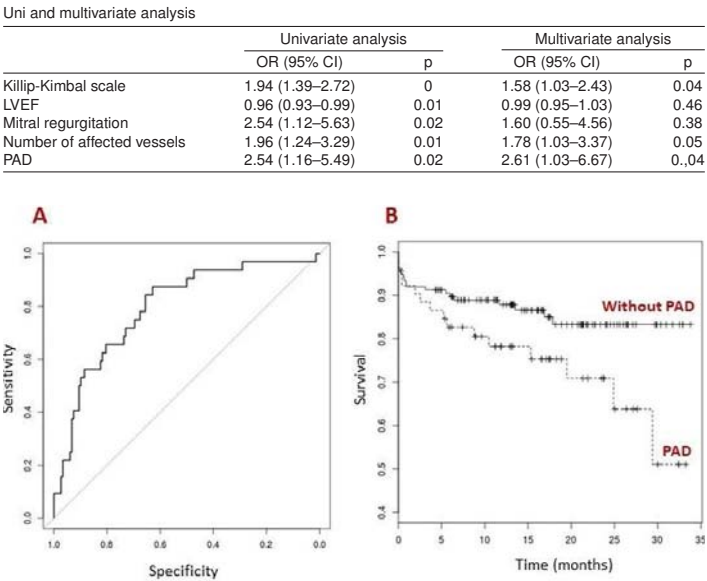 Uni and multivariate analysis
Univariate analysis Multivariate analysis
OR (95% CI) p OR (95% CI) p
Killip-Kimbal scale 1.94 (1.39–2.72) 0 1.58 (1.03–2.43) 0.04
LVEF 0.96 (0.93–0.99) 0.01 0.99 (0.95–1.03) 0.46
Mitral regurgitation 2.54 (1.12–5.63) 0.02 1.60 (0.55–4.56) 0.38
Number of affected vessels 1.96 (1.24–3.29) 0.01 1.78 (1.03–3.37) 0.05
PAD 2.54 (1.16–5.49) 0.02 2.61 (1.03–6.67) 0.,04
A
Sensitivity
1.0
0.8
0.6
0.4
0.2
0.0
1.0 0.8 0.6 0.4 0.2 0.0
Specificity
B
Survival
1.0
0.9
0.8
0.7
0.6
0.5
0.4
Without PAD
PAD
0 5 10 15 20 25 30 35
Time (months)